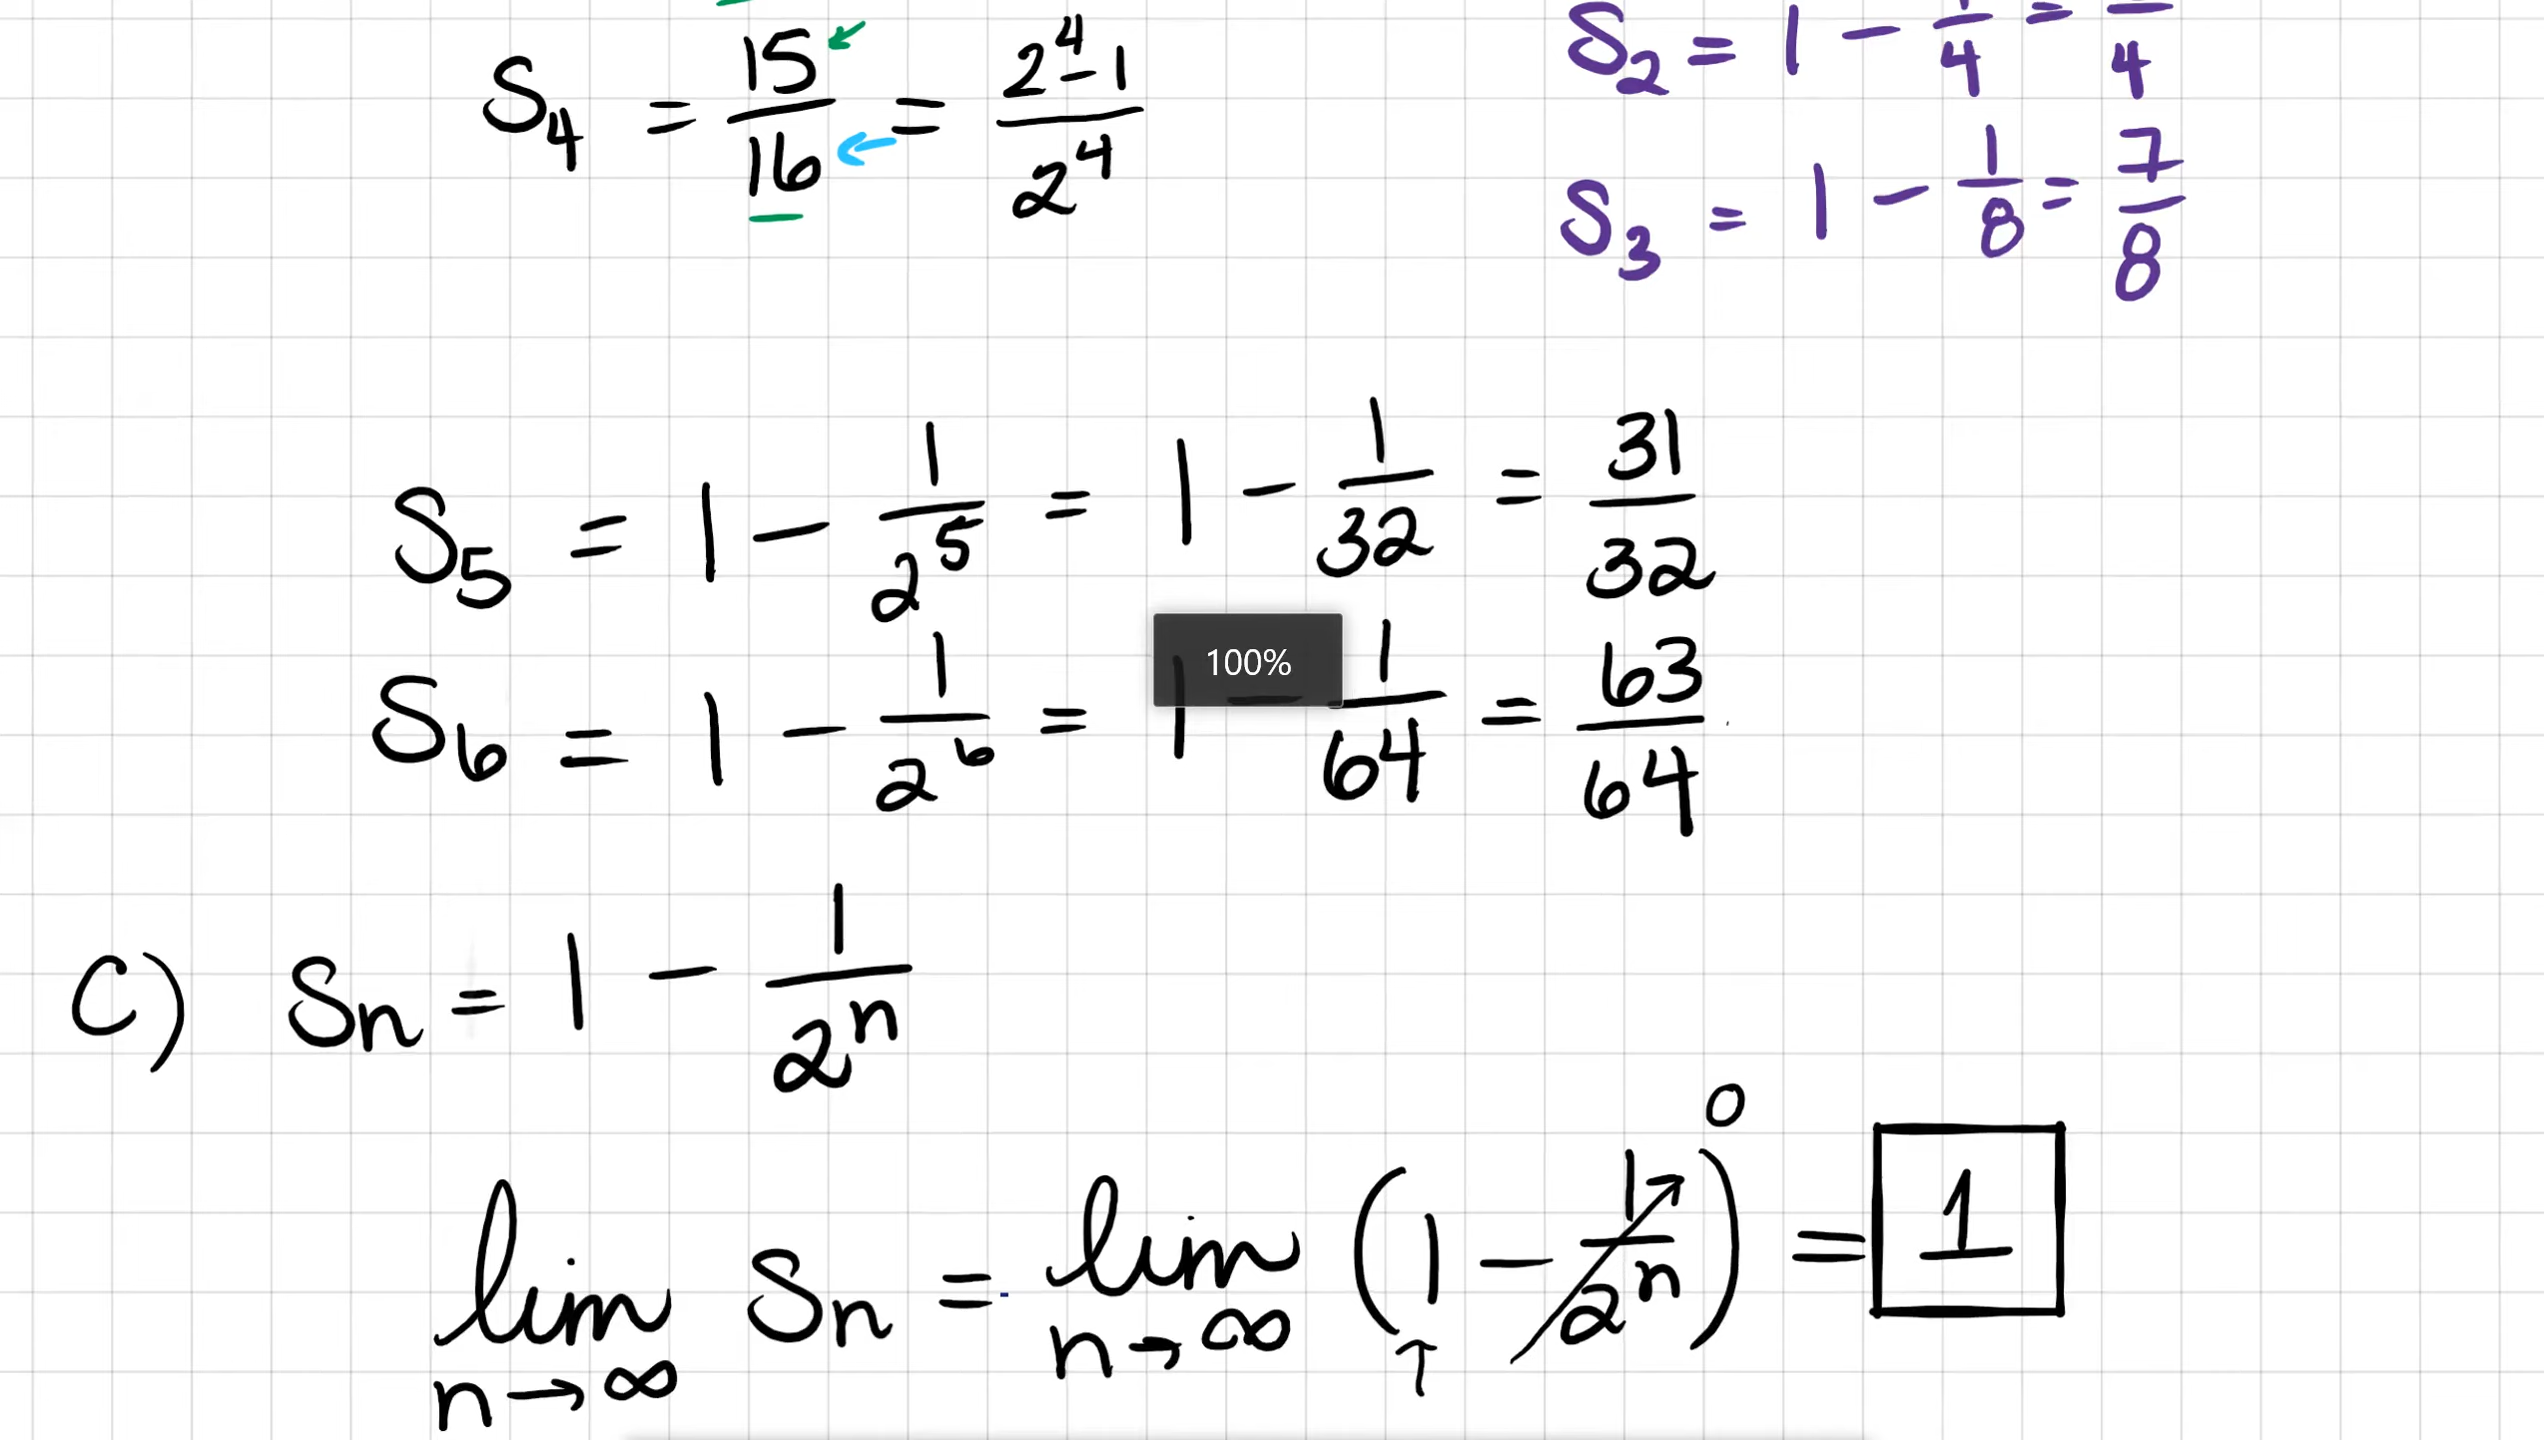 S₂ = 1 - 1/4 = /4
S₄ = 15/16 = (2⁴-1)/2⁴
S₃ = 1 - 1/8 = 7/8
S₅ = 1 - 1/2⁵ = 1 - 1/32 = 31/32
100%
S₆ = 1 - 1/2⁶ = 1 - 1/64 = 63/64
C) Sn = 1 - 1/2ⁿ
0
lim n→∞ Sn = lim n→∞ (1 - 1/2ⁿ) = 1